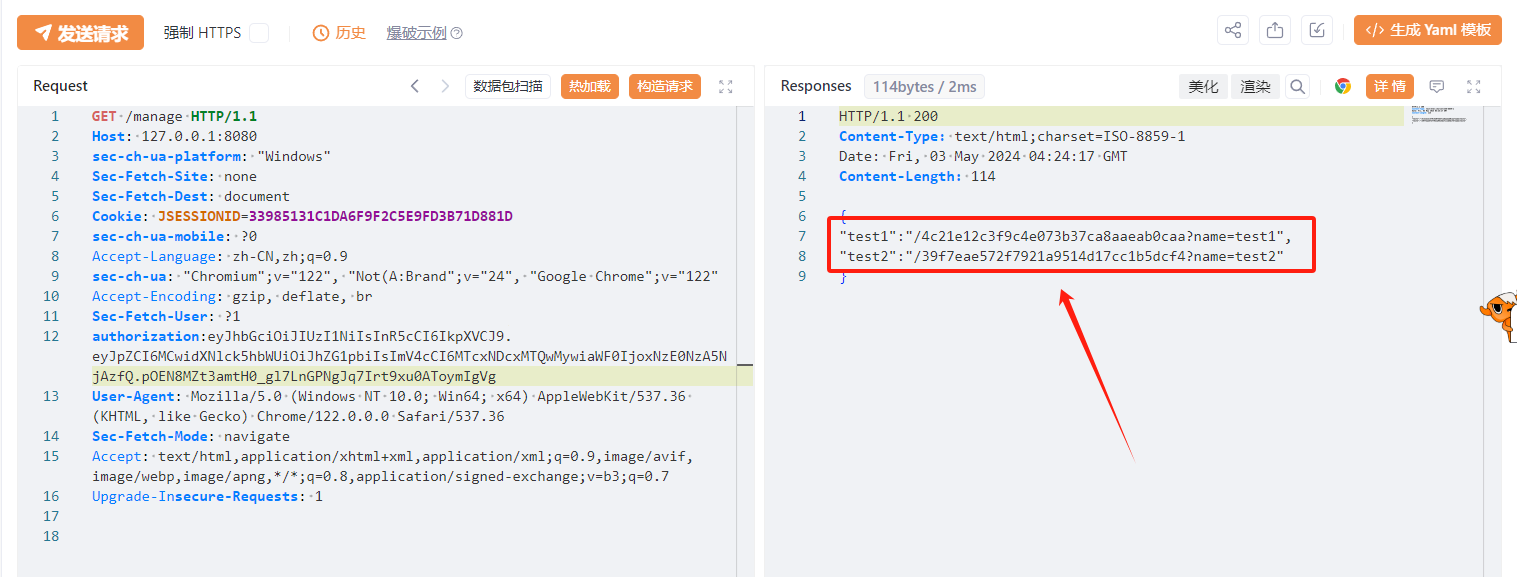 发送请求 强制 HTTPS 历史 爆破示例 生成 Yaml 模板
Request 数据包扫描 热加载 构造请求
1 GET /manage HTTP/1.1
2 Host: 127.0.0.1:8080
3 sec-ch-ua-platform: "Windows"
4 Sec-Fetch-Site: none
5 Sec-Fetch-Dest: document
6 Cookie: JSESSIONID=33985131C1DA6F9F2C5E9FD3B71D881D
7 sec-ch-ua-mobile: ?0
8 Accept-Language: zh-CN,zh;q=0.9
9 sec-ch-ua: "Chromium";v="122", "Not(A:Brand";v="24", "Google Chrome";v="122"
10 Accept-Encoding: gzip, deflate, br
11 Sec-Fetch-User: ?1
12 authorization:eyJhbGciOiJIUzI1NiIsInR5cCI6IkpXVCJ9.
eyJpZCI6MCwidXNlck5hbWUiOiJhZG1pbiIsImV4cCI6MTcxNDcxMTQwMywiaWF0IjoxNzE0NzA5N
jAzfQ.pOEN8MZt3amtH0_gl7LnGPNgJq7Irt9xu0AToymIgVg
13 User-Agent: Mozilla/5.0 (Windows NT 10.0; Win64; x64) AppleWebKit/537.36
(KHTML, like Gecko) Chrome/122.0.0.0 Safari/537.36
14 Sec-Fetch-Mode: navigate
15 Accept: text/html,application/xhtml+xml,application/xml;q=0.9,image/avif,
image/webp,image/apng,*/*;q=0.8,application/signed-exchange;v=b3;q=0.7
16 Upgrade-Insecure-Requests: 1
17
18
Responses 114bytes / 2ms 美化 渲染 详情
1 HTTP/1.1 200
2 Content-Type: text/html;charset=ISO-8859-1
3 Date: Fri, 03 May 2024 04:24:17 GMT
4 Content-Length: 114
5
6 {
7 "test1":"/4c21e12c3f9c4e073b37ca8aaeab0caa?name=test1",
8 "test2":"/39f7eae572f7921a9514d17cc1b5dcf4?name=test2"
9 }